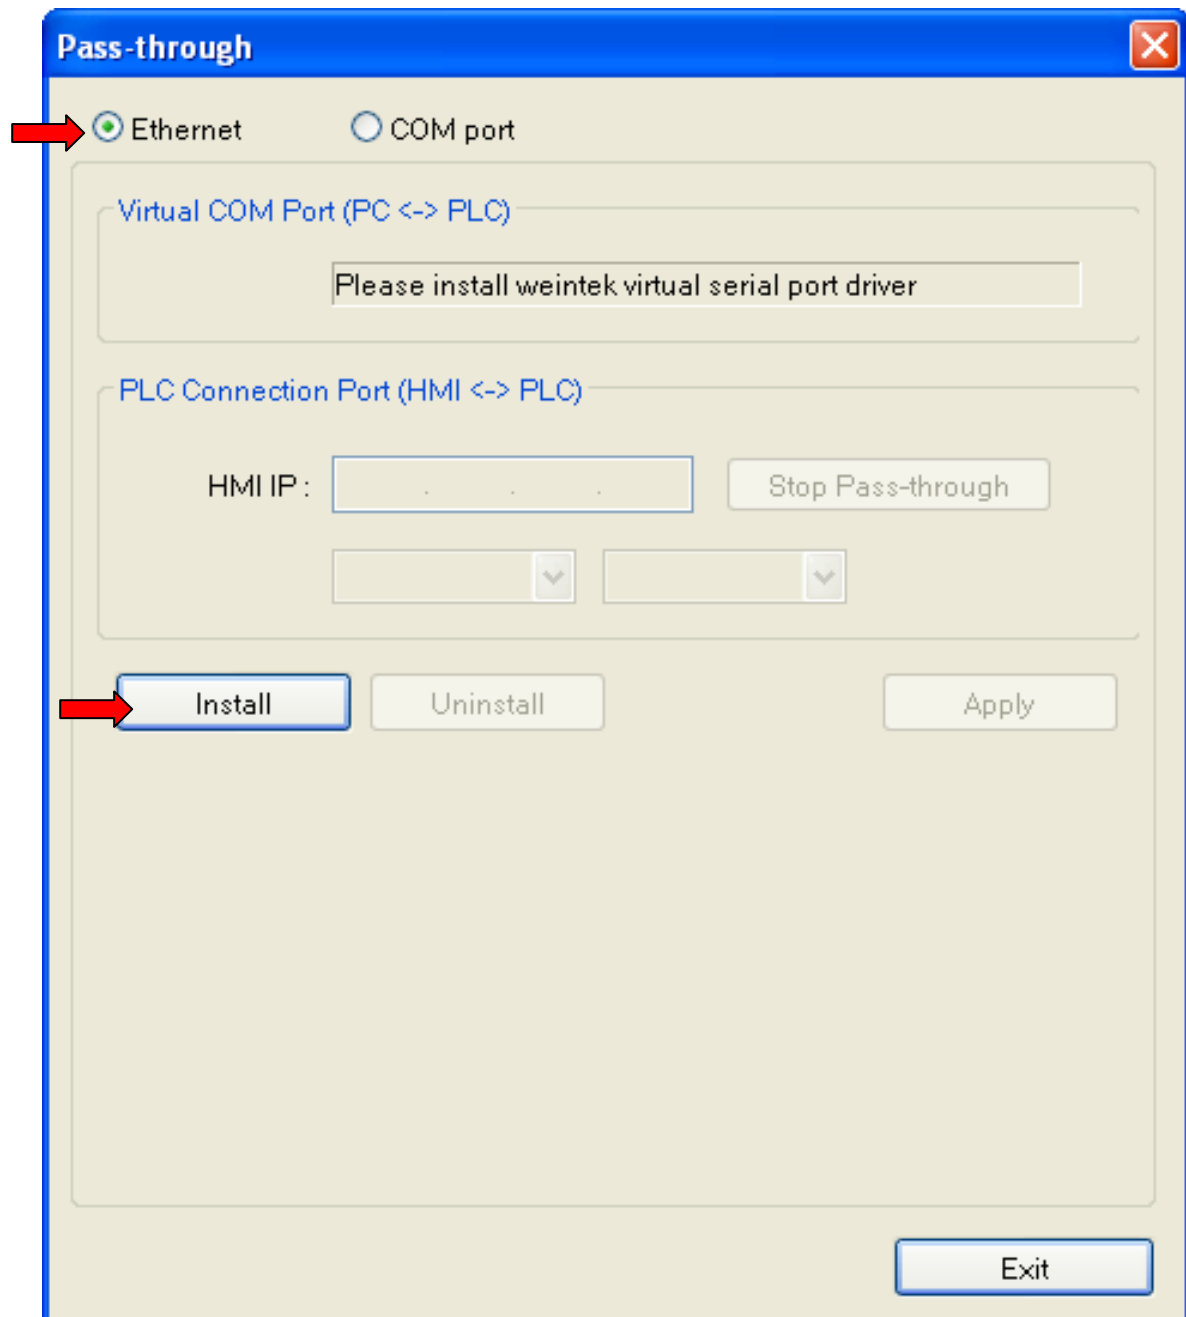 Pass-through
Ethernet COM port
Virtual COM Port (PC <-> PLC)
Please install weintek virtual serial port driver
PLC Connection Port (HMI <-> PLC)
HMI IP : . . . Stop Pass-through
Install Uninstall Apply
Exit